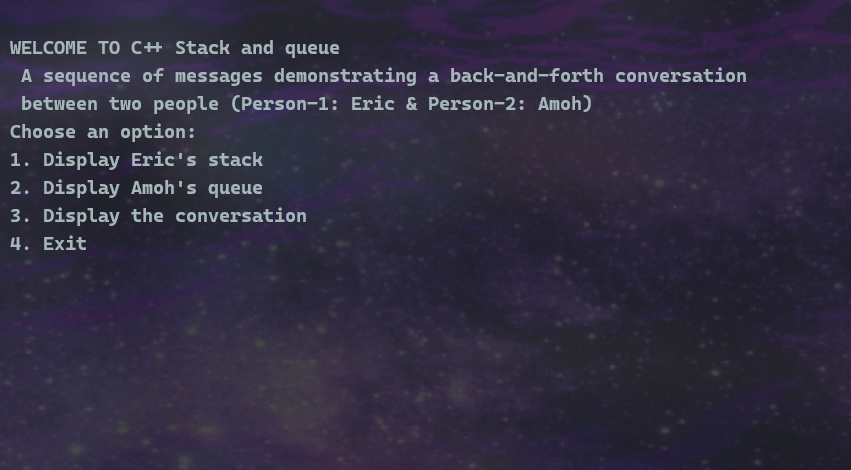 WELCOME TO C++ Stack and queue
A sequence of messages demonstrating a back-and-forth conversation
between two people (Person-1: Eric & Person-2: Amoh)
Choose an option:
1. Display Eric's stack
2. Display Amoh's queue
3. Display the conversation
4. Exit